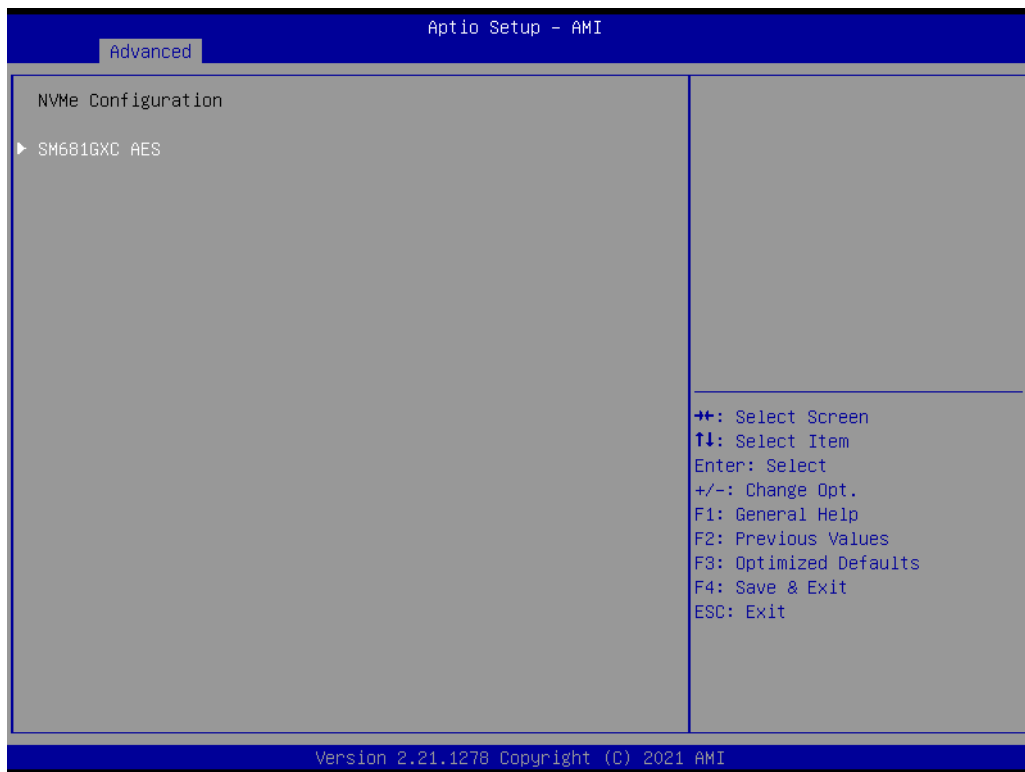 Aptio Setup – AMI
Advanced
NVMe Configuration
SM681GXC AES
→←: Select Screen
↑↓: Select Item
Enter: Select
+/-: Change Opt.
F1: General Help
F2: Previous Values
F3: Optimized Defaults
F4: Save & Exit
ESC: Exit
Version 2.21.1278 Copyright (C) 2021 AMI